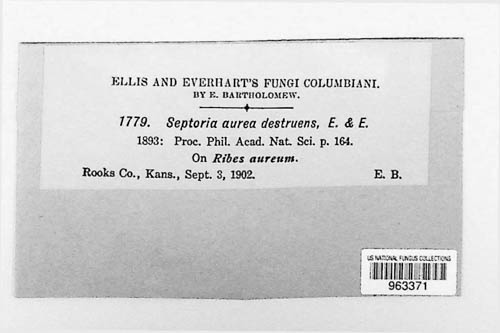 ELLIS AND EVERHART'S FUNGI COLUMBIANI.
BY E. BARTHOLOMEW.
1779. Septoria aurea destruens, E. & E.
1893: Proc. Phil. Acad. Nat. Sci. p. 164.
On Ribes aureum.
Rooks Co., Kans., Sept. 3, 1902. E. B.
US NATIONAL FUNGUS COLLECTIONS
963371